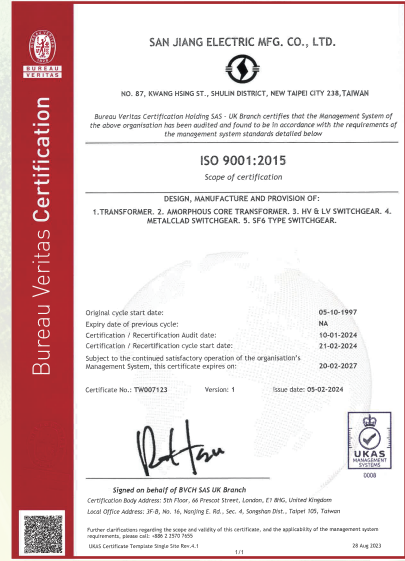 SAN JIANG ELECTRIC MFG. CO., LTD.
BUREAU
VERITAS
NO. 87, KWANG HSING ST., SHULIN DISTRICT, NEW TAIPEI CITY 238,TAIWAN
Bureau Veritas Certification Holding SAS - UK Branch certifies that the Management System of
the above organisation has been audited and found to be in accordance with the requirements of
the management system standards detailed below
Bureau Veritas Certification
ISO 9001:2015
Scope of certification
DESIGN, MANUFACTURE AND PROVISION OF:
1.TRANSFORMER. 2. AMORPHOUS CORE TRANSFORMER. 3. HV & LV SWITCHGEAR. 4.
METALCLAD SWITCHGEAR. 5. SF6 TYPE SWITCHGEAR.
Original cycle start date: 05-10-1997
Expiry date of previous cycle: NA
Certification / Recertification Audit date: 10-01-2024
Certification / Recertification cycle start date: 21-02-2024
Subject to the continued satisfactory operation of the organisation's
Management System, this certificate expires on: 20-02-2027
Certificate No.: TW007123 Version: 1 Issue date: 05-02-2024
UKAS
MANAGEMENT
SYSTEMS
0008
Signed on behalf of BVCH SAS UK Branch
Certification Body Address: 5th Floor, 66 Prescot Street, London, E1 8HG, United Kingdom
Local Office Address: 3F-B, No. 16, Nanjing E. Rd., Sec. 4, Songshan Dist., Taipei 105, Taiwan
Further clarifications regarding the scope and validity of this certificate, and the applicability of the management system
requirements, please call: +886 2 2570 7655
UKAS Certificate Template Single Site Rev.4.1 28 Aug 2023
1/1